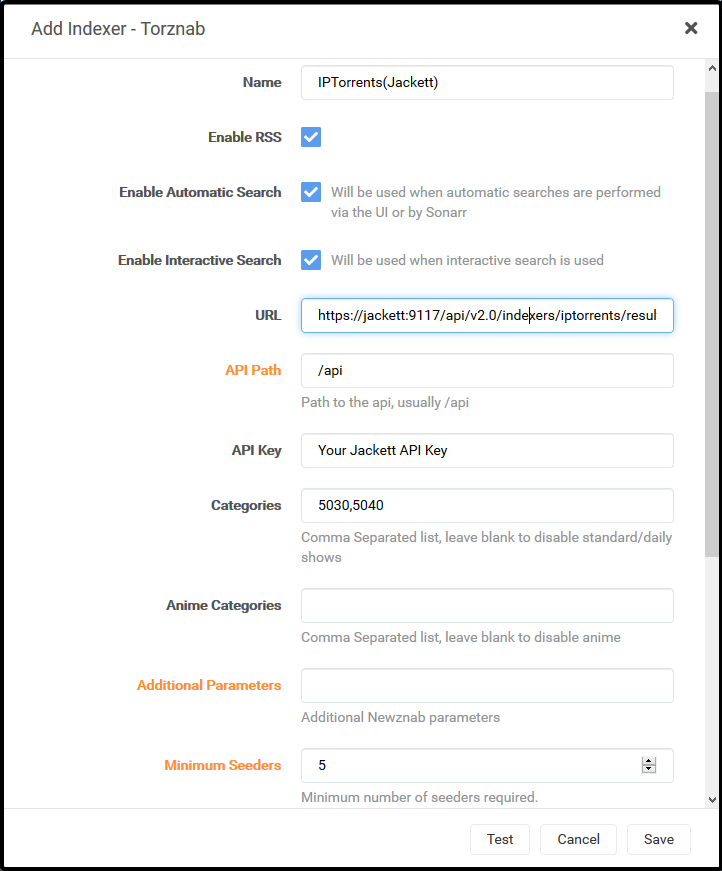 Add Indexer - Torznab
Name
IPTorrents(Jackett)
Enable RSS
Enable Automatic Search
Will be used when automatic searches are performed
via the UI or by Sonarr
Enable Interactive Search
Will be used when interactive search is used
URL
https://jackett:9117/api/v2.0/indexers/iptorrents/resul
API Path
/api
Path to the api, usually /api
API Key
Your Jackett API Key
Categories
5030,5040
Comma Separated list, leave blank to disable standard/daily
shows
Anime Categories
Comma Separated list, leave blank to disable anime
Additional Parameters
Additional Newznab parameters
Minimum Seeders
5
Minimum number of seeders required.
Test
Cancel
Save